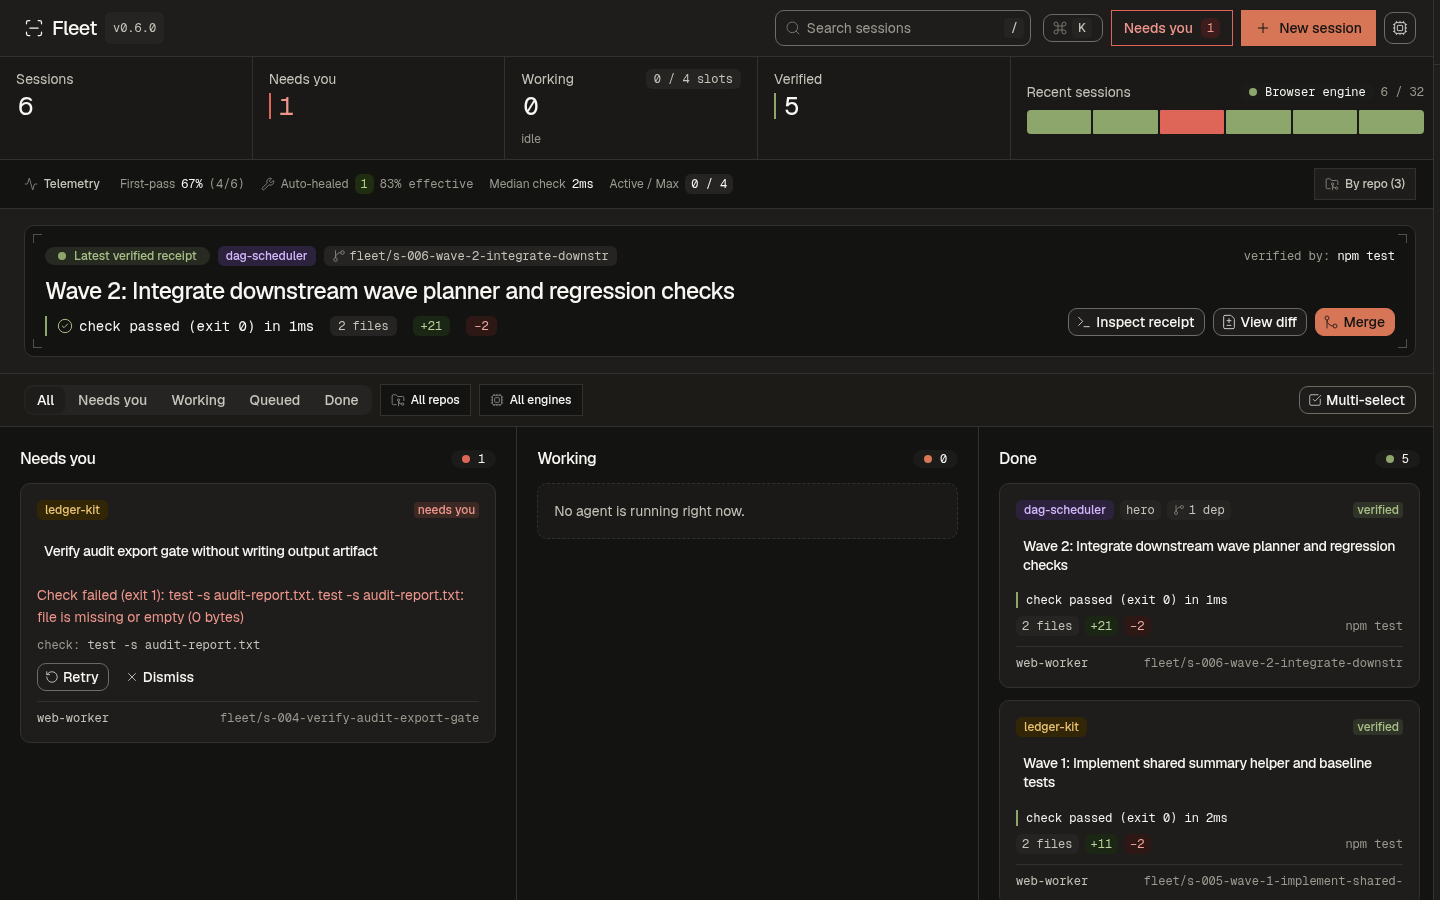 Fleet v0.6.0
Search sessions /
⌘ K
Needs you 1
+ New session
Sessions
6
Needs you
1
Working 0 / 4 slots
0
idle
Verified
5
Recent sessions Browser engine 6 / 32
Telemetry First-pass 67% (4/6) Auto-healed 1 83% effective Median check 2ms Active / Max 0 / 4
By repo (3)
Latest verified receipt dag-scheduler fleet/s-006-wave-2-integrate-downstr
verified by: npm test
Wave 2: Integrate downstream wave planner and regression checks
check passed (exit 0) in 1ms 2 files +21 −2
Inspect receipt View diff Merge
All Needs you Working Queued Done All repos All engines
Multi-select
Needs you 1
ledger-kit needs you
Verify audit export gate without writing output artifact
Check failed (exit 1): test -s audit-report.txt. test -s audit-report.txt:
file is missing or empty (0 bytes)
check: test -s audit-report.txt
Retry Dismiss
web-worker fleet/s-004-verify-audit-export-gate
Working 0
No agent is running right now.
Done 5
dag-scheduler hero 1 dep verified
Wave 2: Integrate downstream wave planner and regression
checks
check passed (exit 0) in 1ms
2 files +21 −2 npm test
web-worker fleet/s-006-wave-2-integrate-downstr
ledger-kit verified
Wave 1: Implement shared summary helper and baseline
tests
check passed (exit 0) in 2ms
2 files +11 −2 npm test
web-worker fleet/s-005-wave-1-implement-shared-